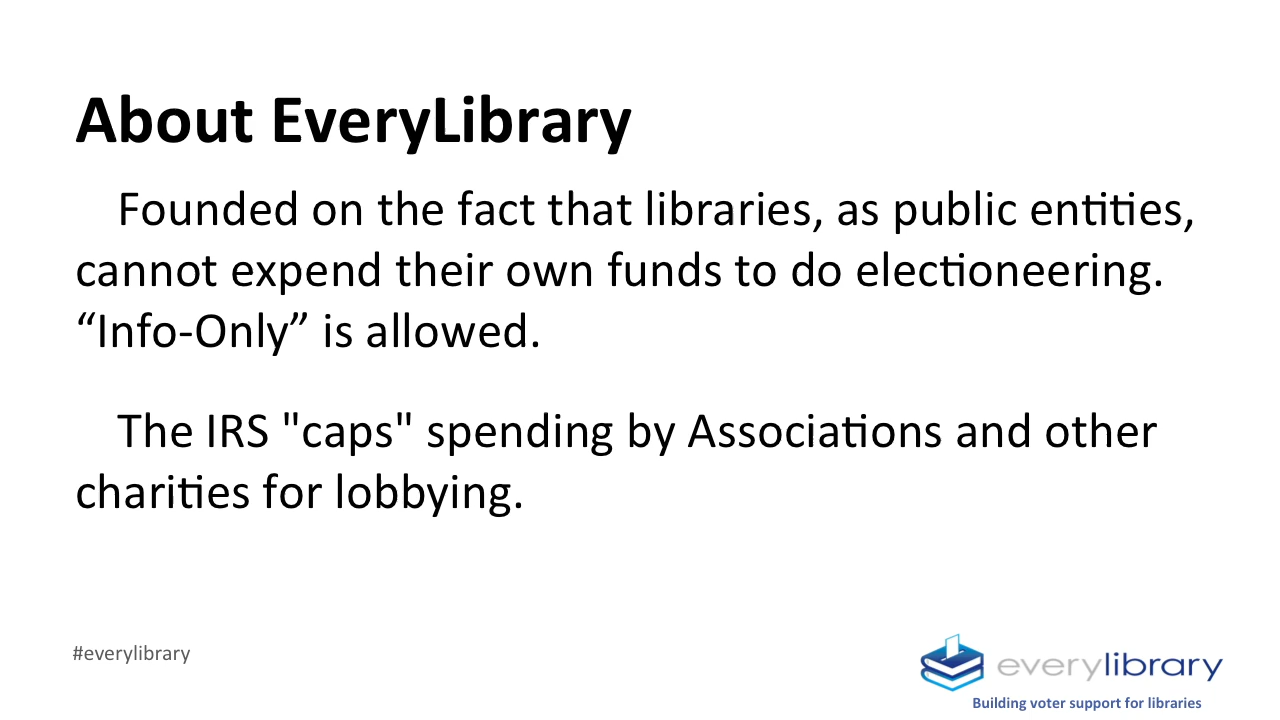 About EveryLibrary
Founded on the fact that libraries, as public entities,
cannot expend their own funds to do electioneering.
“Info-Only” is allowed.
The IRS "caps" spending by Associations and other
charities for lobbying.
#everylibrary
everylibrary
Building voter support for libraries